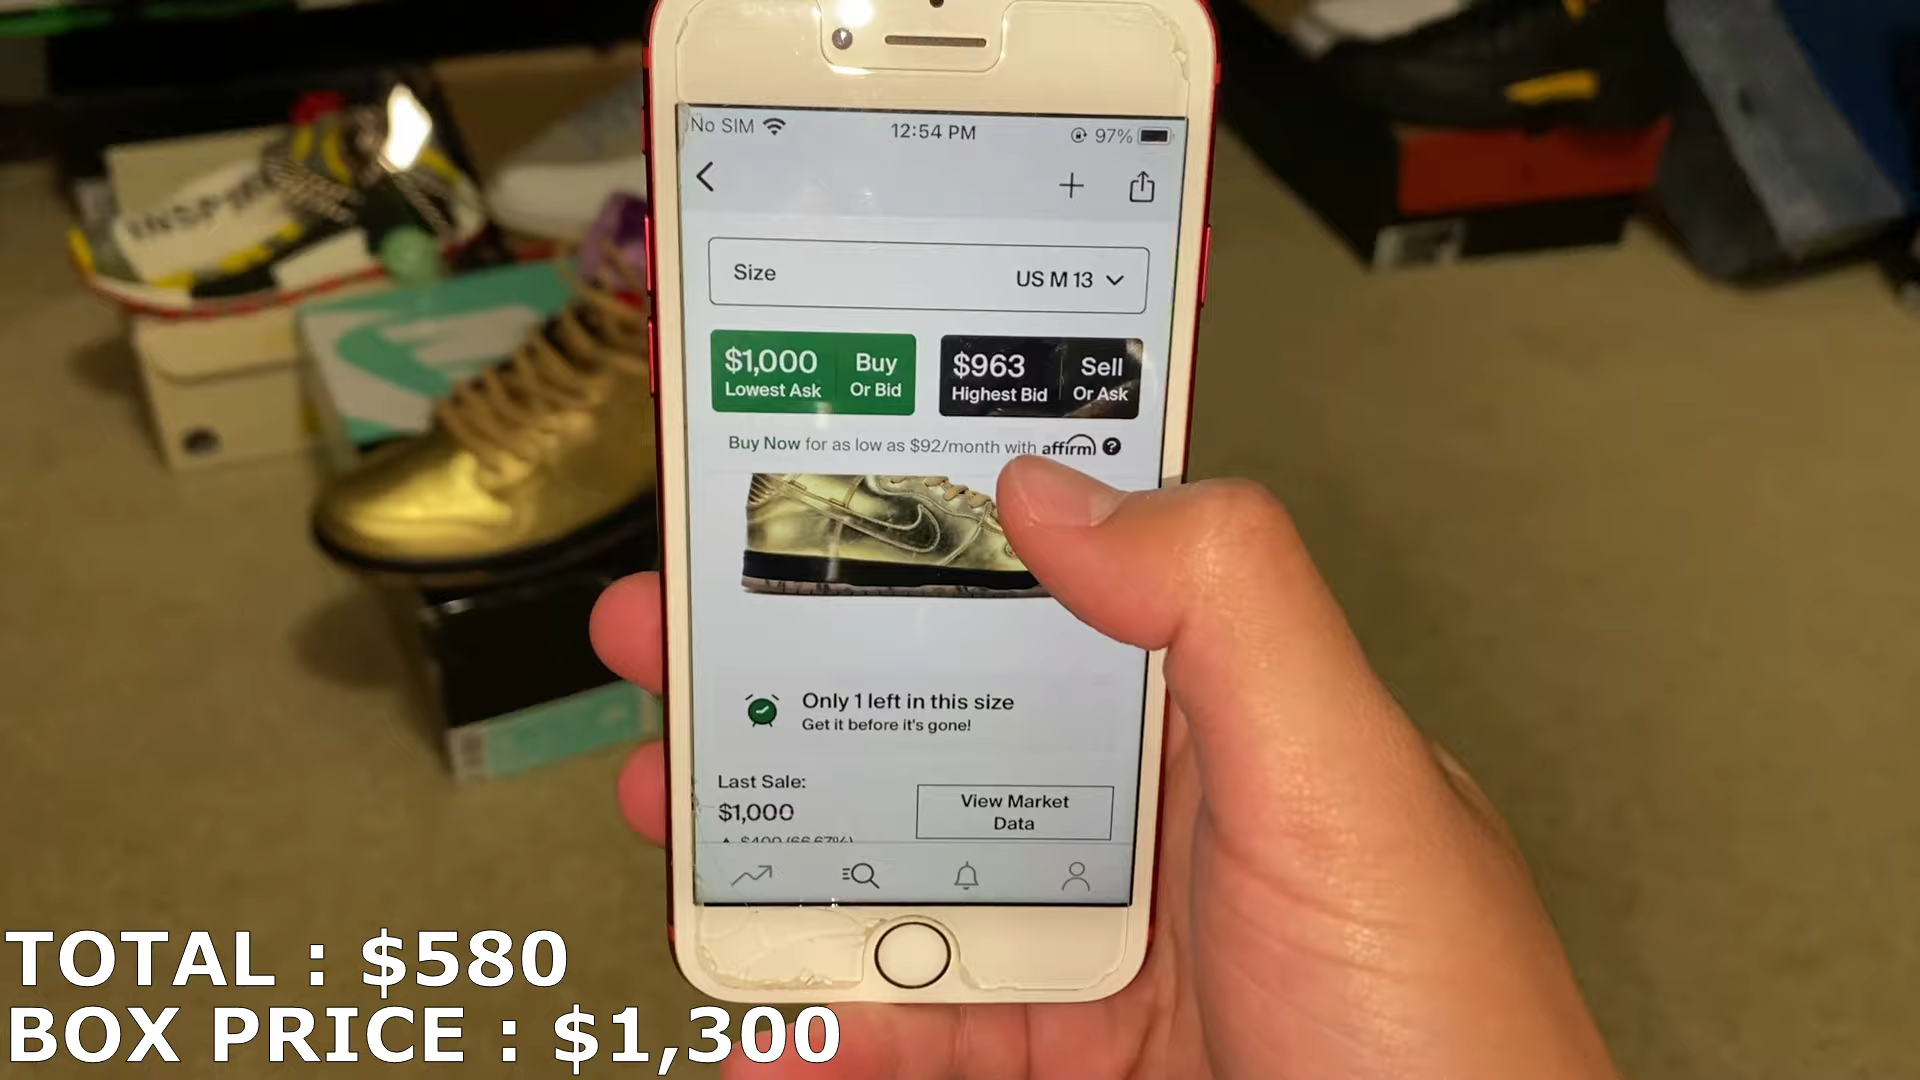 No SIM 12:54 PM 97%
Size US M 13
$1,000 Buy $963 Sell
Lowest Ask Or Bid Highest Bid Or Ask
Buy Now for as low as $92/month with affirm ?
Only 1 left in this size
Get it before it's gone!
Last Sale:
$1,000
View Market
Data
INSPIRE
TOTAL : $580
BOX PRICE : $1,300